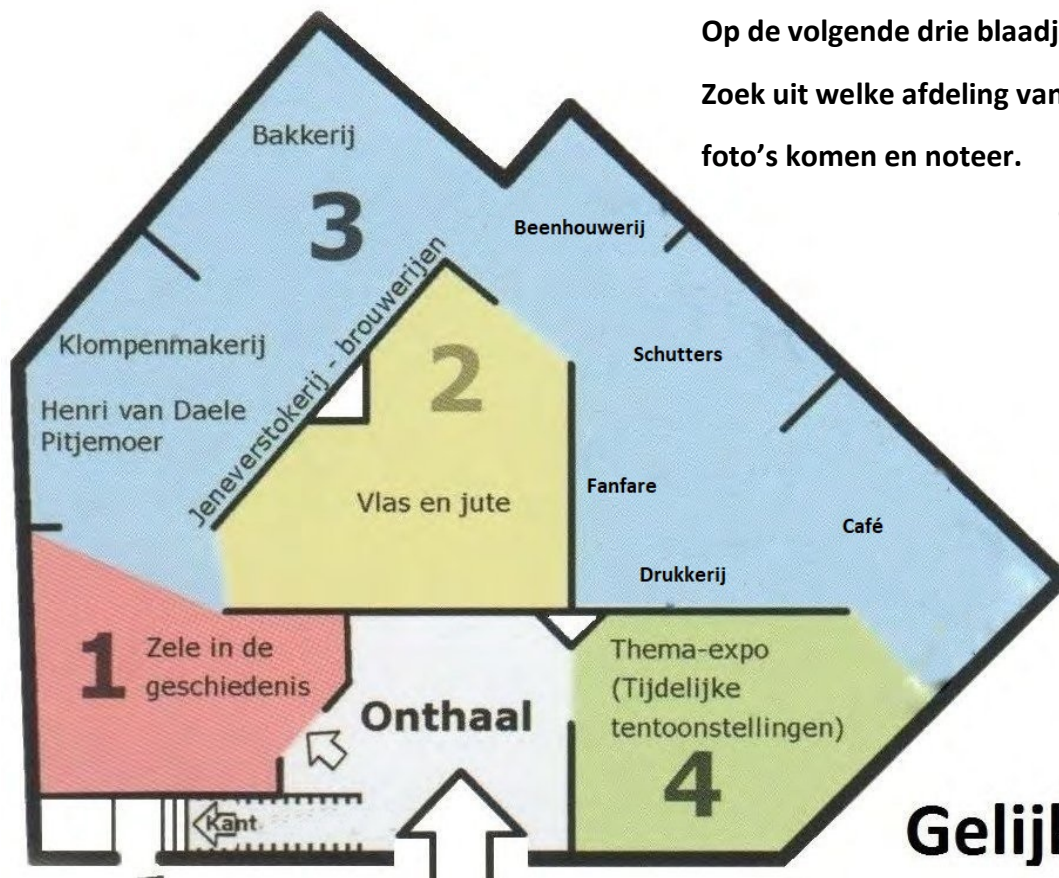 Op de volgende drie blaadj
Zoek uit welke afdeling van
foto's komen en noteer.
Bakkerij
3
Beenhouwerij
Jeneverstokerij - brouwerijen
Klompenmakerij
2
Schutters
Henri van Daele
Pitjemoer
Vlas en jute
Fanfare
Café
Drukkerij
1
Zele in de
geschiedenis
Onthaal
Thema-expo
(Tijdelijke
tentoonstellingen)
4
Kant